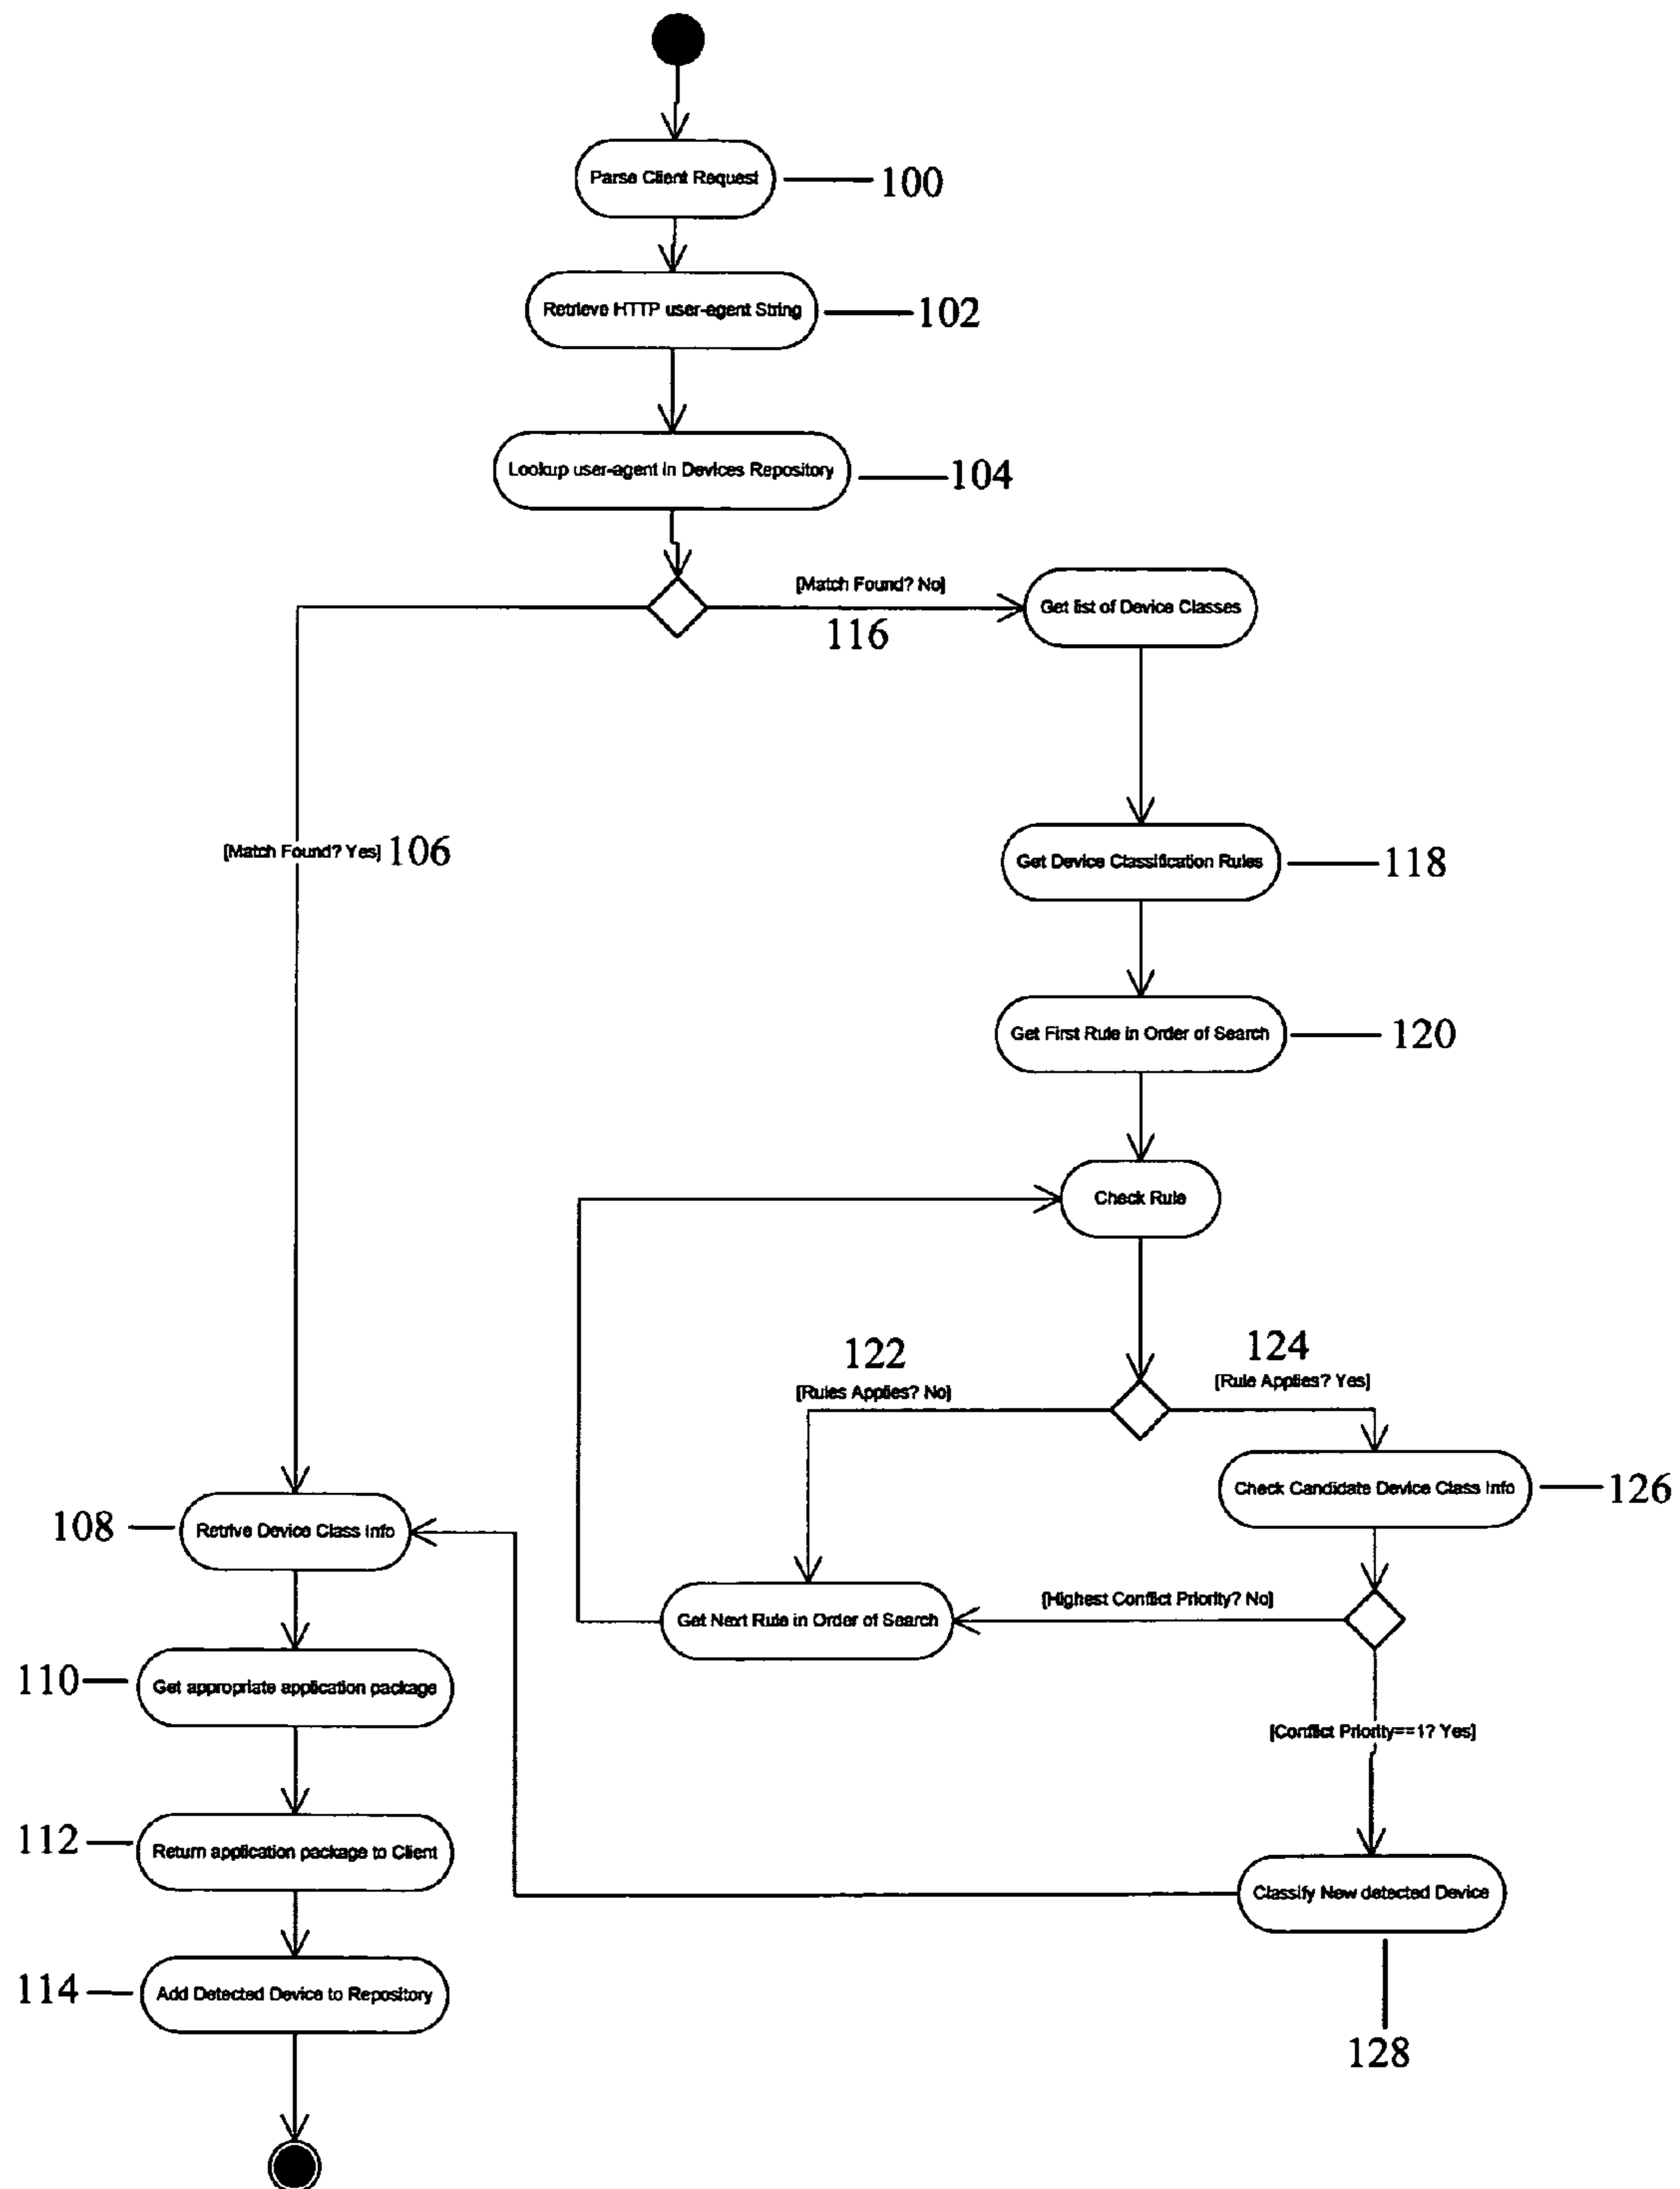 Parse Client Request
100
Retrieve HTTP user-agent String
102
Lookup user-agent in Devices Repository
104
[Match Found? No]
116
Get list of Device Classes
[Match Found? Yes] 106
Get Device Classification Rules
118
Get First Rule in Order of Search
120
Check Rule
122
[Rules Applies? No]
124
[Rule Applies? Yes]
Check Candidate Device Class Info
126
108
Retrive Device Class Info
Get Next Rule in Order of Search
[Highest Conflict Priority? No]
110
Get appropriate application package
[Conflict Priority==1? Yes]
112
Return application package to Client
Classify New detected Device
114
Add Detected Device to Repository
128